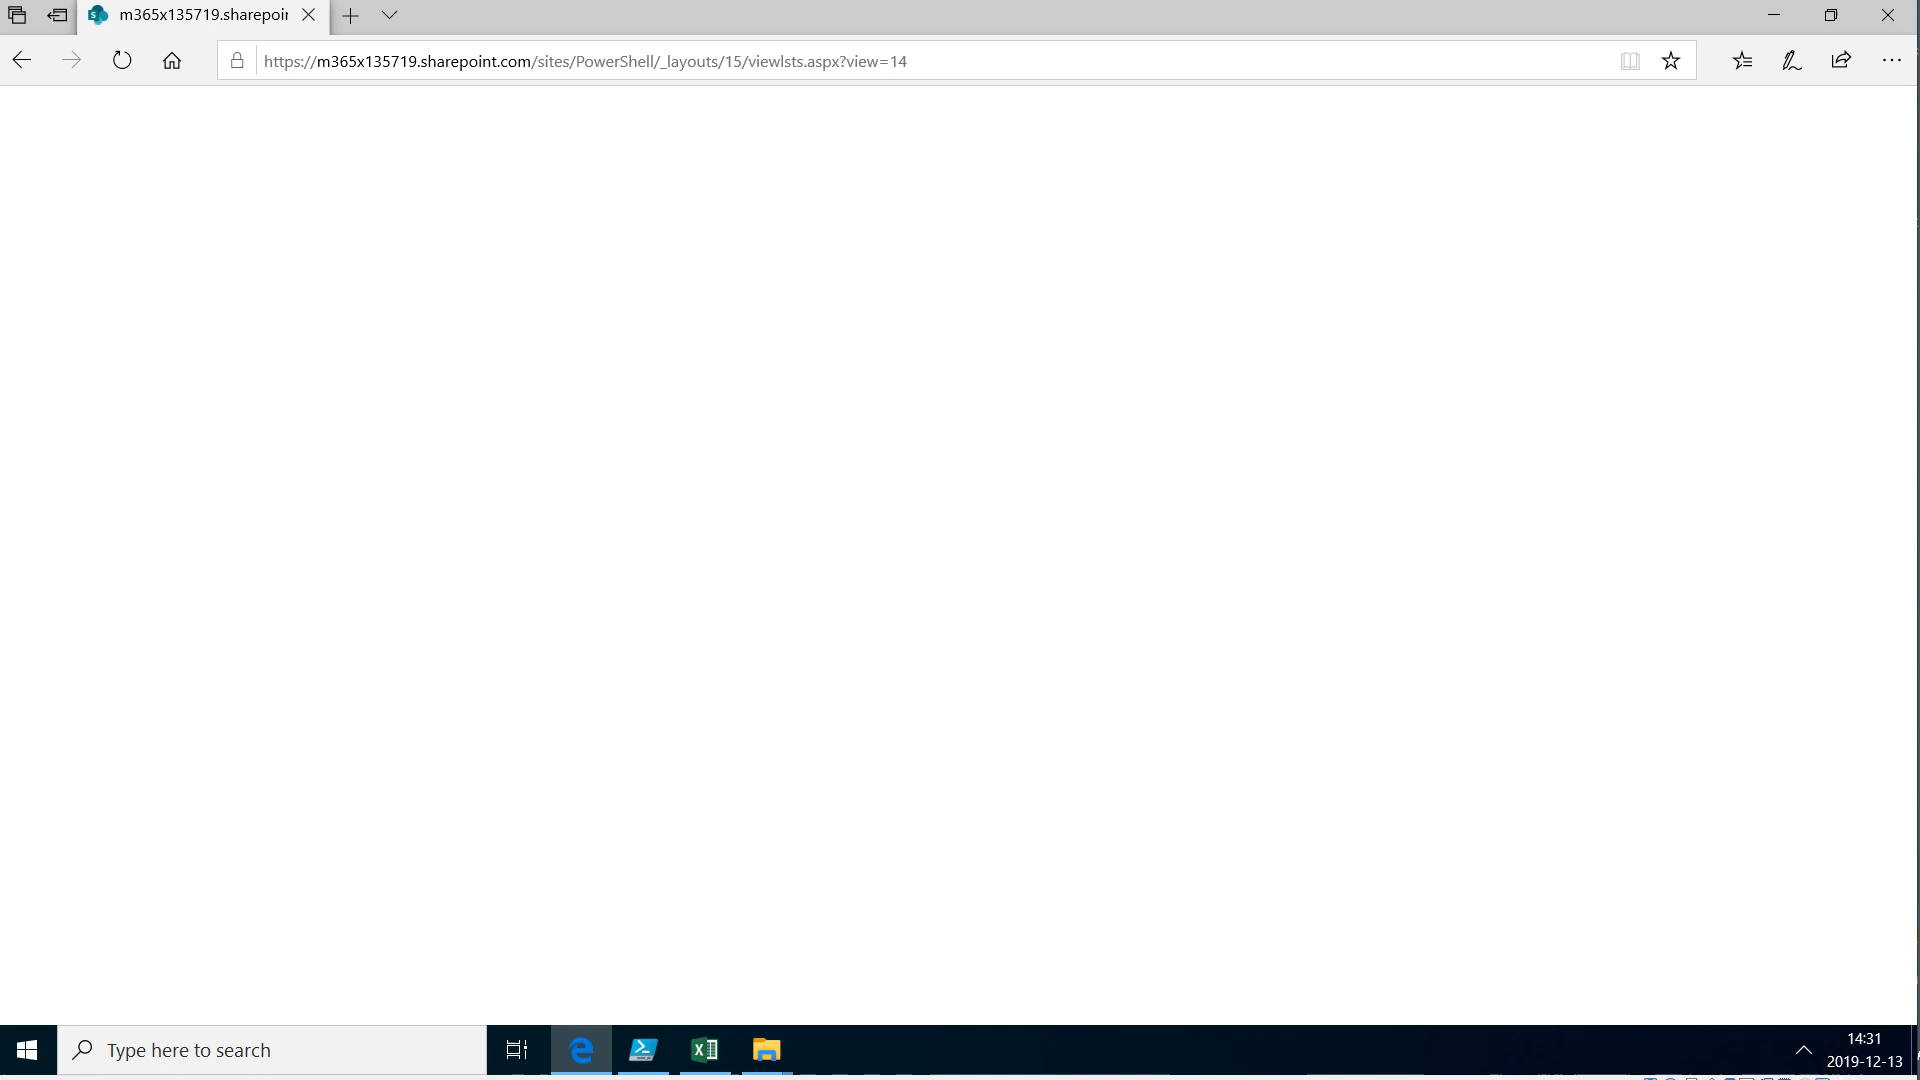 m365x135719.sharepoin
https://m365x135719.sharepoint.com/sites/PowerShell/_layouts/15/viewlsts.aspx?view=14
Type here to search
14:31
2019-12-13